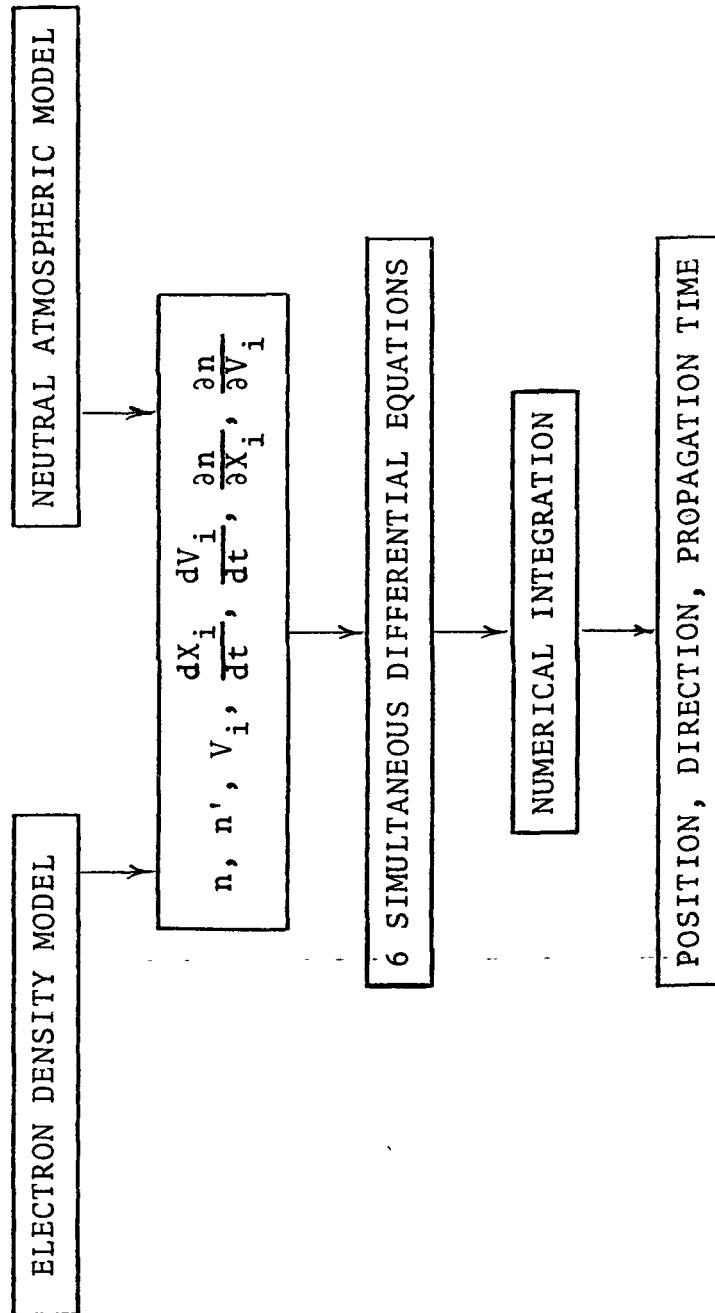 ELECTRON DENSITY MODEL
NEUTRAL ATMOSPHERIC MODEL
n, n', V_i, dX_i/dt, dV_i/dt, ∂n/∂X_i, ∂n/∂V_i
6 SIMULTANEOUS DIFFERENTIAL EQUATIONS
NUMERICAL INTEGRATION
POSITION, DIRECTION, PROPAGATION TIME